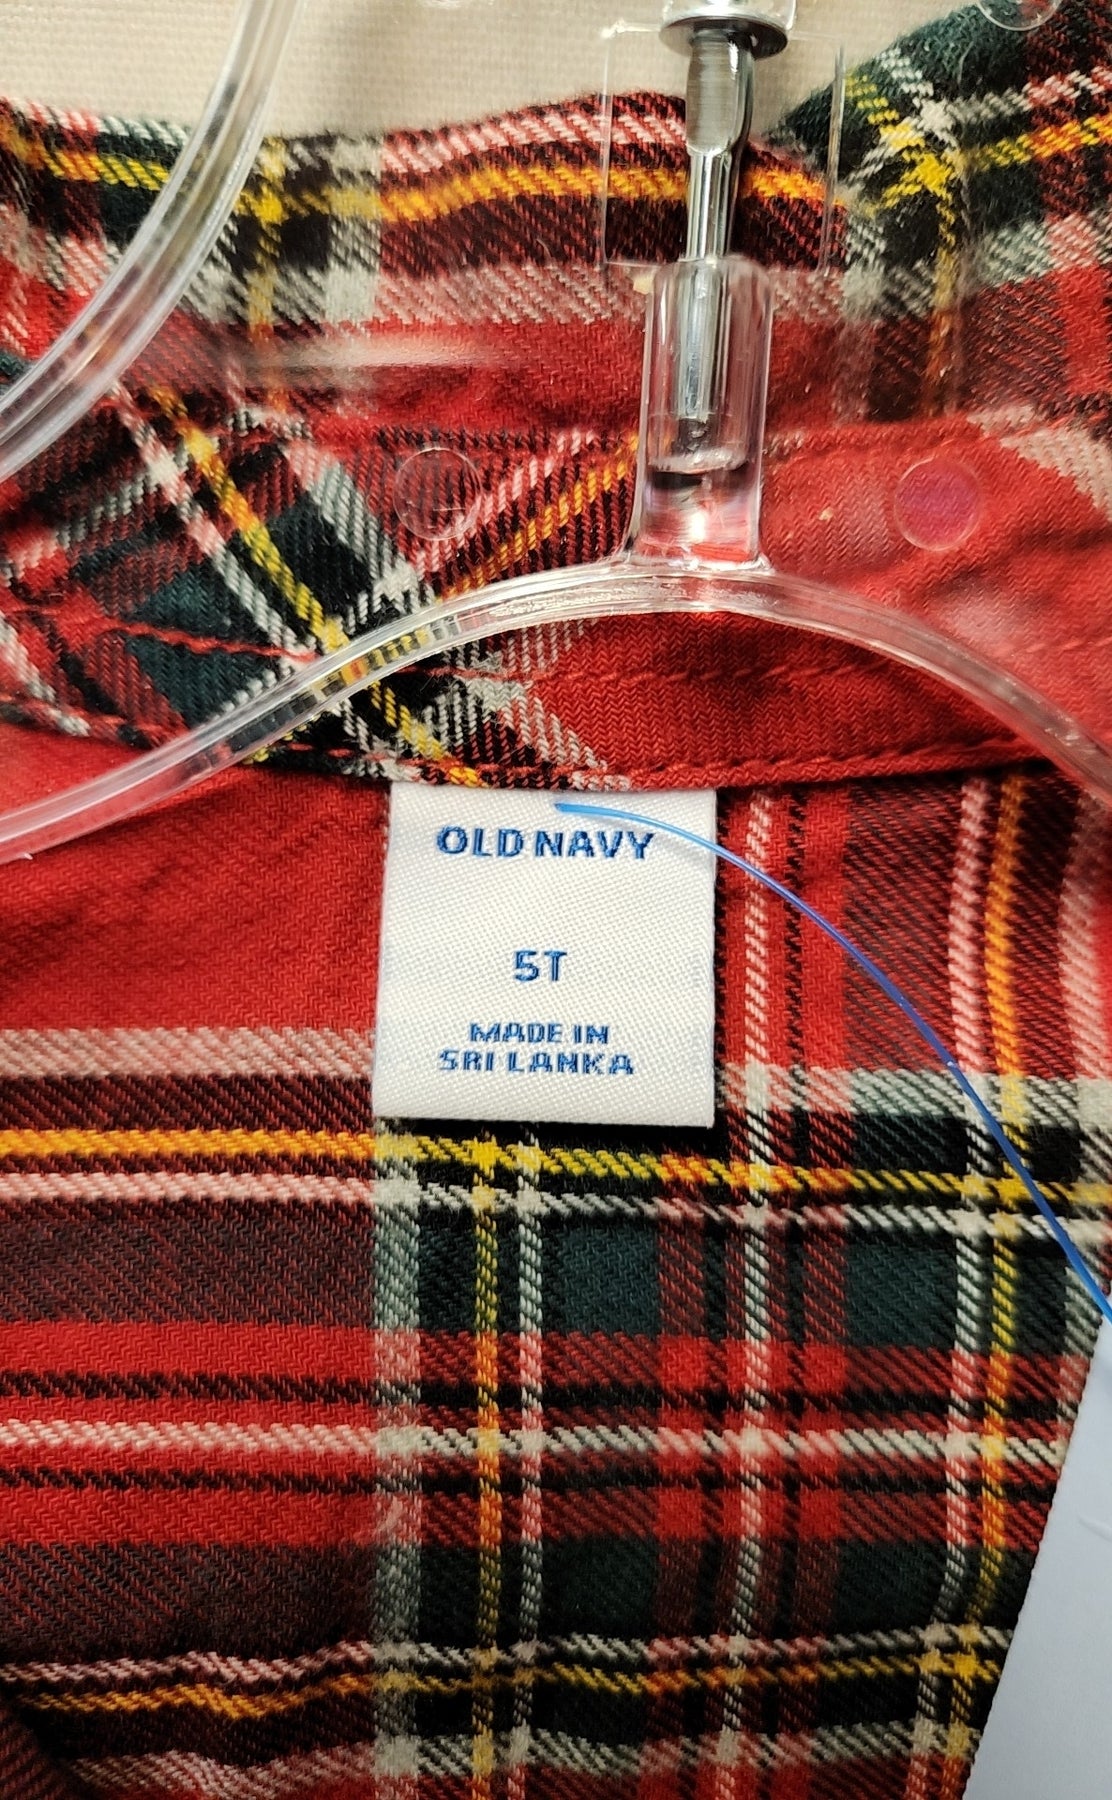 OLD NAVY
5T
MADE IN
SRI LANKA